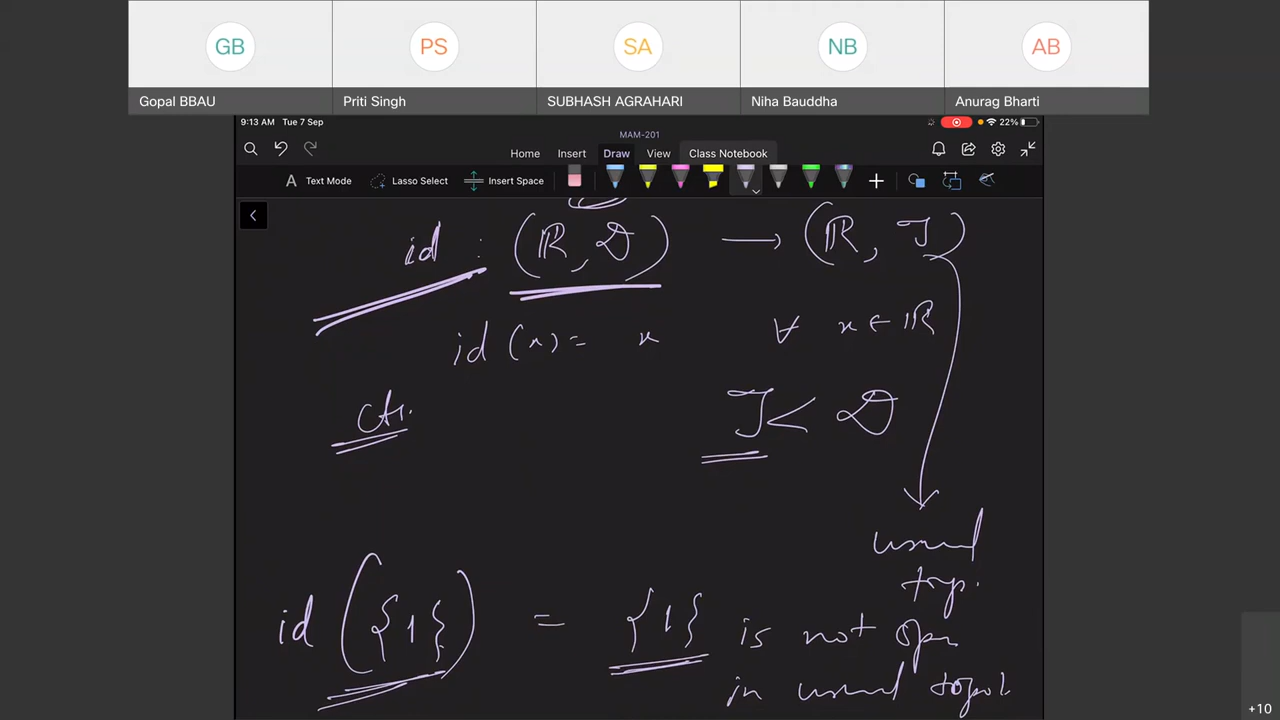 GB PS SA NB AB
Gopal BBAU Priti Singh SUBHASH AGRAHARI Niha Bauddha Anurag Bharti
9:13 AM Tue 7 Sep 22%
MAM-201
Home Insert Draw View Class Notebook
Text Mode Lasso Select Insert Space
id : (ℝ, 𝒟) → (ℝ, 𝒯)
id (x) = x ∀ x ∈ ℝ
cts. 𝒯 < 𝒟
usual
top.
id ({1}) = {1} is not open
in usual topol
+10